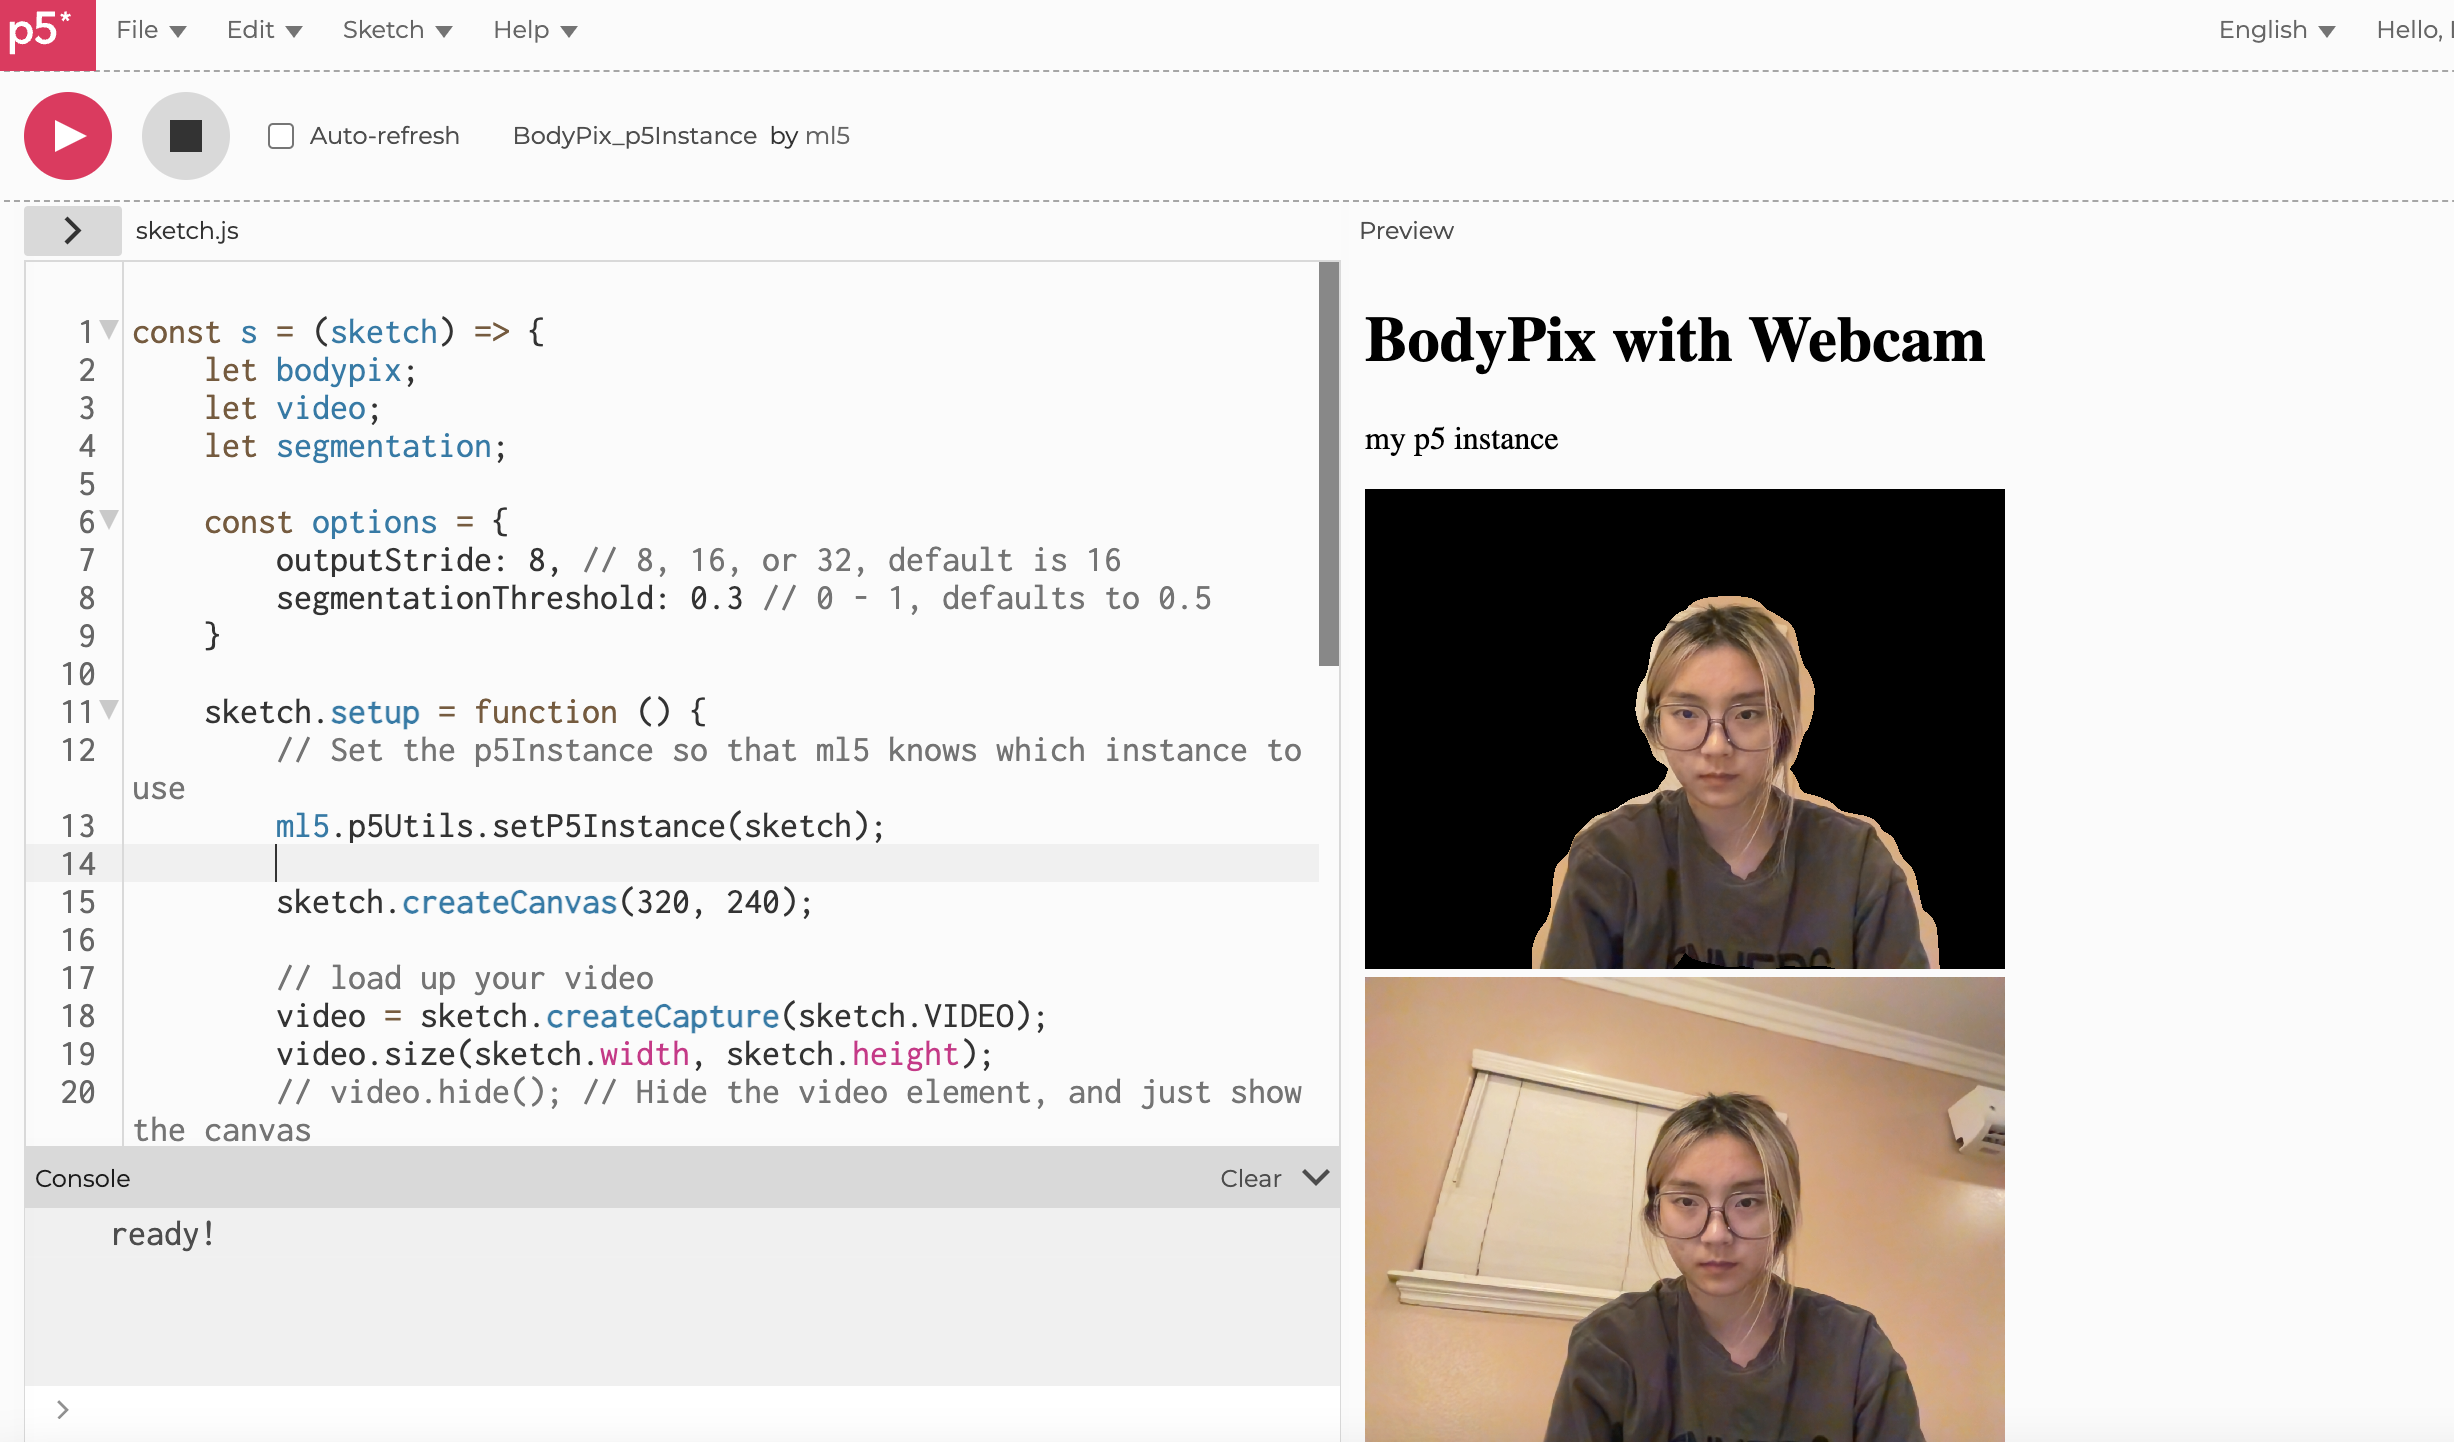 p5* File Edit Sketch Help English Hello,
Auto-refresh BodyPix_p5Instance by ml5
> sketch.js
1 const s = (sketch) => {
2 let bodypix;
3 let video;
4 let segmentation;
5
6 const options = {
7 outputStride: 8, // 8, 16, or 32, default is 16
8 segmentationThreshold: 0.3 // 0 - 1, defaults to 0.5
9 }
10
11 sketch.setup = function () {
12 // Set the p5Instance so that ml5 knows which instance to
use
13 ml5.p5Utils.setP5Instance(sketch);
14
15 sketch.createCanvas(320, 240);
16
17 // load up your video
18 video = sketch.createCapture(sketch.VIDEO);
19 video.size(sketch.width, sketch.height);
20 // video.hide(); // Hide the video element, and just show
the canvas
Console Clear
ready!
>
Preview
BodyPix with Webcam
my p5 instance